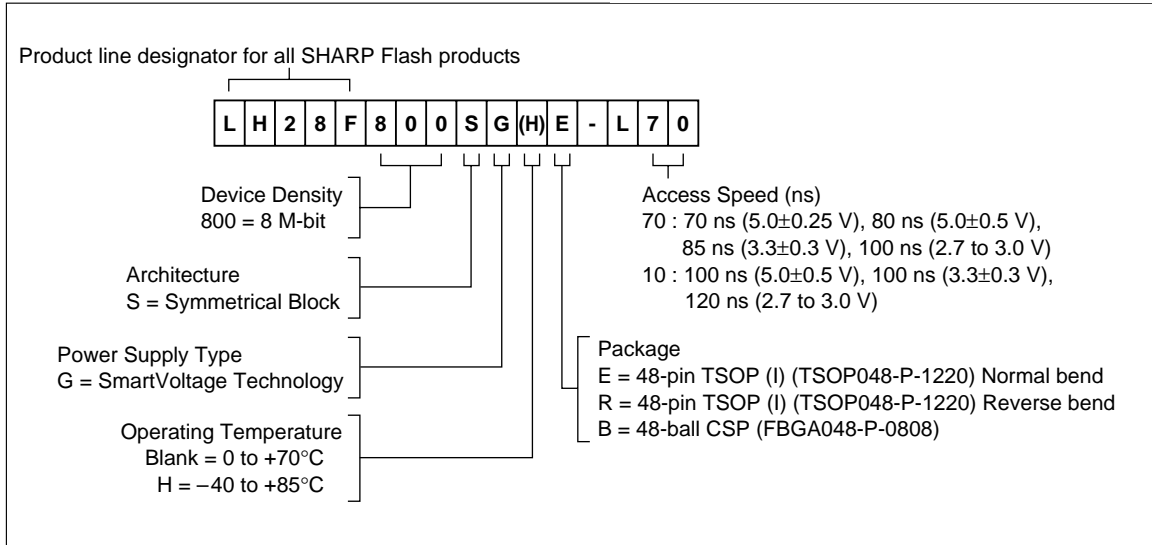 Product line designator for all SHARP Flash products
L H 2 8 F 8 0 0 S G (H) E - L 7 0
Device Density
800 = 8 M-bit
Architecture
S = Symmetrical Block
Power Supply Type
G = SmartVoltage Technology
Operating Temperature
Blank = 0 to +70°C
H = −40 to +85°C
Access Speed (ns)
70 : 70 ns (5.0±0.25 V), 80 ns (5.0±0.5 V),
85 ns (3.3±0.3 V), 100 ns (2.7 to 3.0 V)
10 : 100 ns (5.0±0.5 V), 100 ns (3.3±0.3 V),
120 ns (2.7 to 3.0 V)
Package
E = 48-pin TSOP (I) (TSOP048-P-1220) Normal bend
R = 48-pin TSOP (I) (TSOP048-P-1220) Reverse bend
B = 48-ball CSP (FBGA048-P-0808)